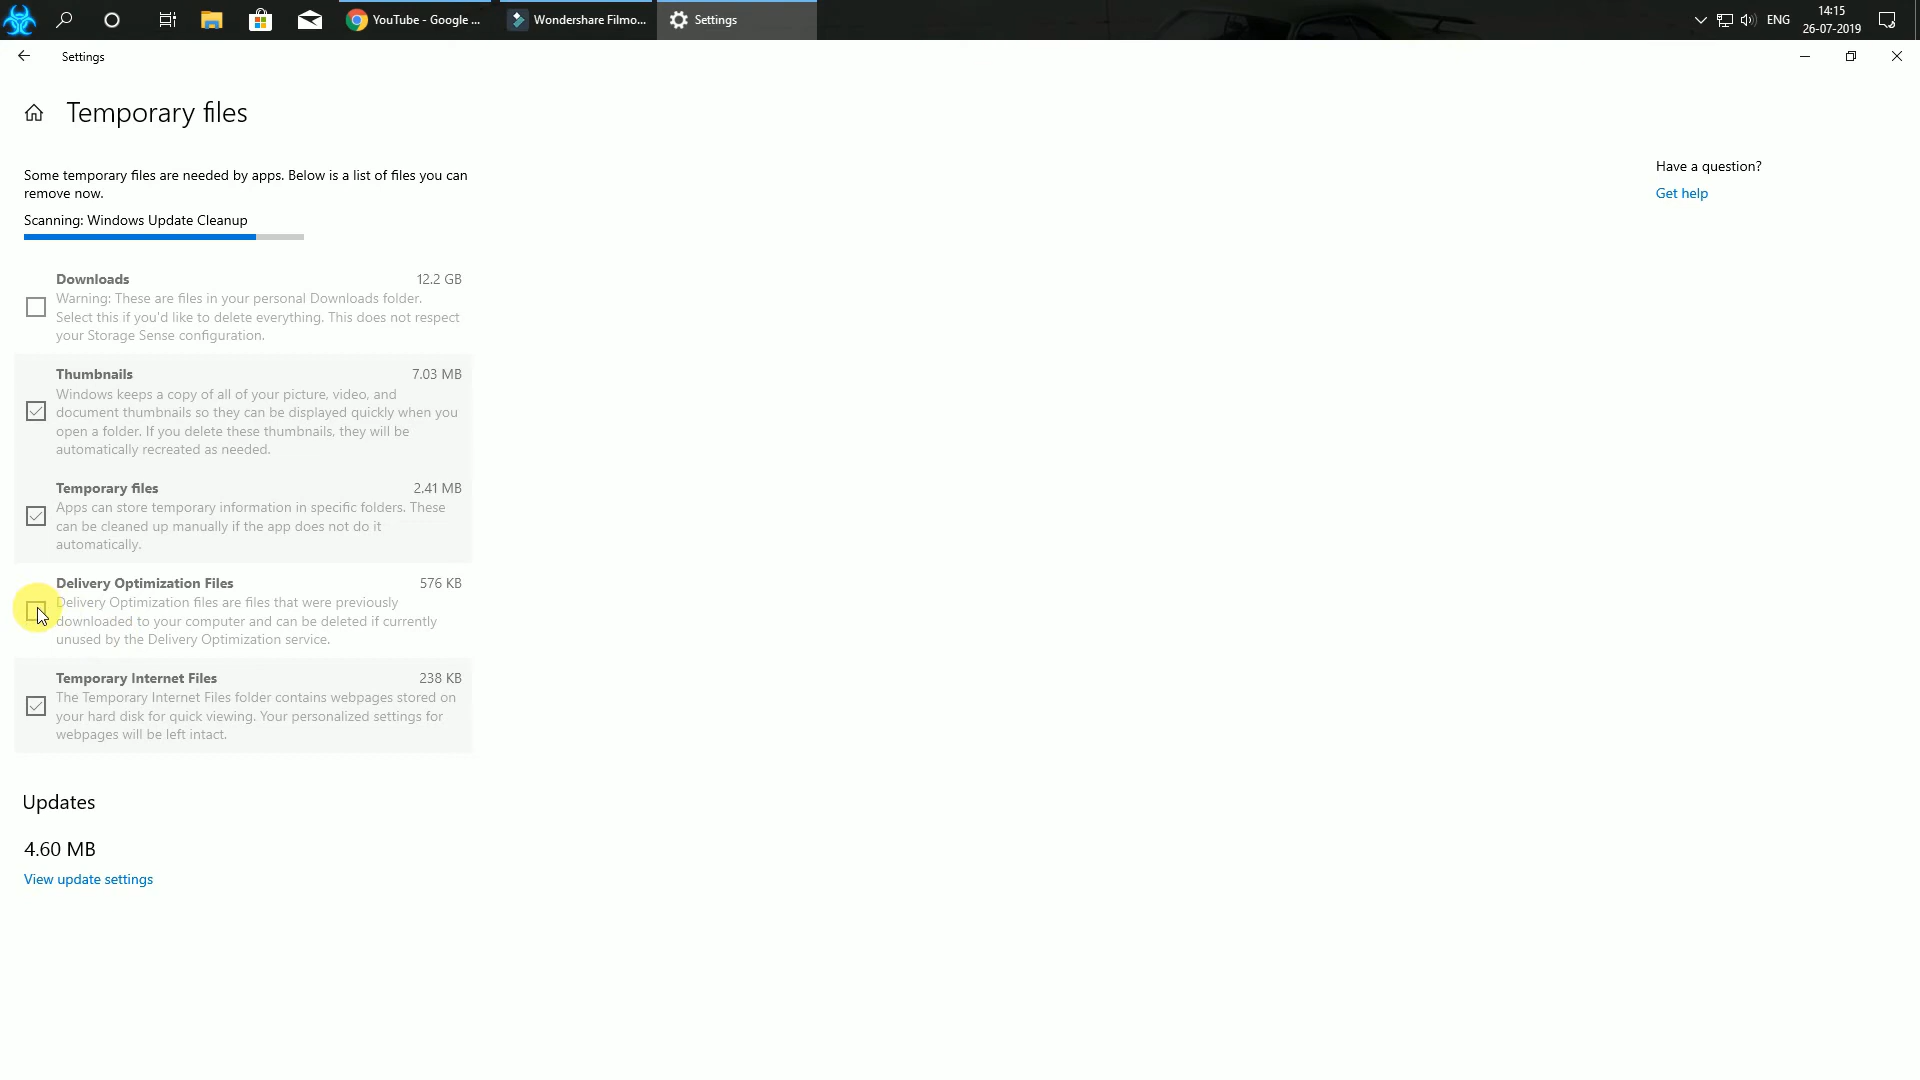 YouTube - Google ...
Wondershare Filmo...
Settings
ENG
14:15
26-07-2019
Settings
Temporary files
Some temporary files are needed by apps. Below is a list of files you can
remove now.
Scanning: Windows Update Cleanup
Downloads 12.2 GB
Warning: These are files in your personal Downloads folder.
Select this if you'd like to delete everything. This does not respect
your Storage Sense configuration.
Thumbnails 7.03 MB
Windows keeps a copy of all of your picture, video, and
document thumbnails so they can be displayed quickly when you
open a folder. If you delete these thumbnails, they will be
automatically recreated as needed.
Temporary files 2.41 MB
Apps can store temporary information in specific folders. These
can be cleaned up manually if the app does not do it
automatically.
Delivery Optimization Files 576 KB
Delivery Optimization files are files that were previously
downloaded to your computer and can be deleted if currently
unused by the Delivery Optimization service.
Temporary Internet Files 238 KB
The Temporary Internet Files folder contains webpages stored on
your hard disk for quick viewing. Your personalized settings for
webpages will be left intact.
Updates
4.60 MB
View update settings
Have a question?
Get help